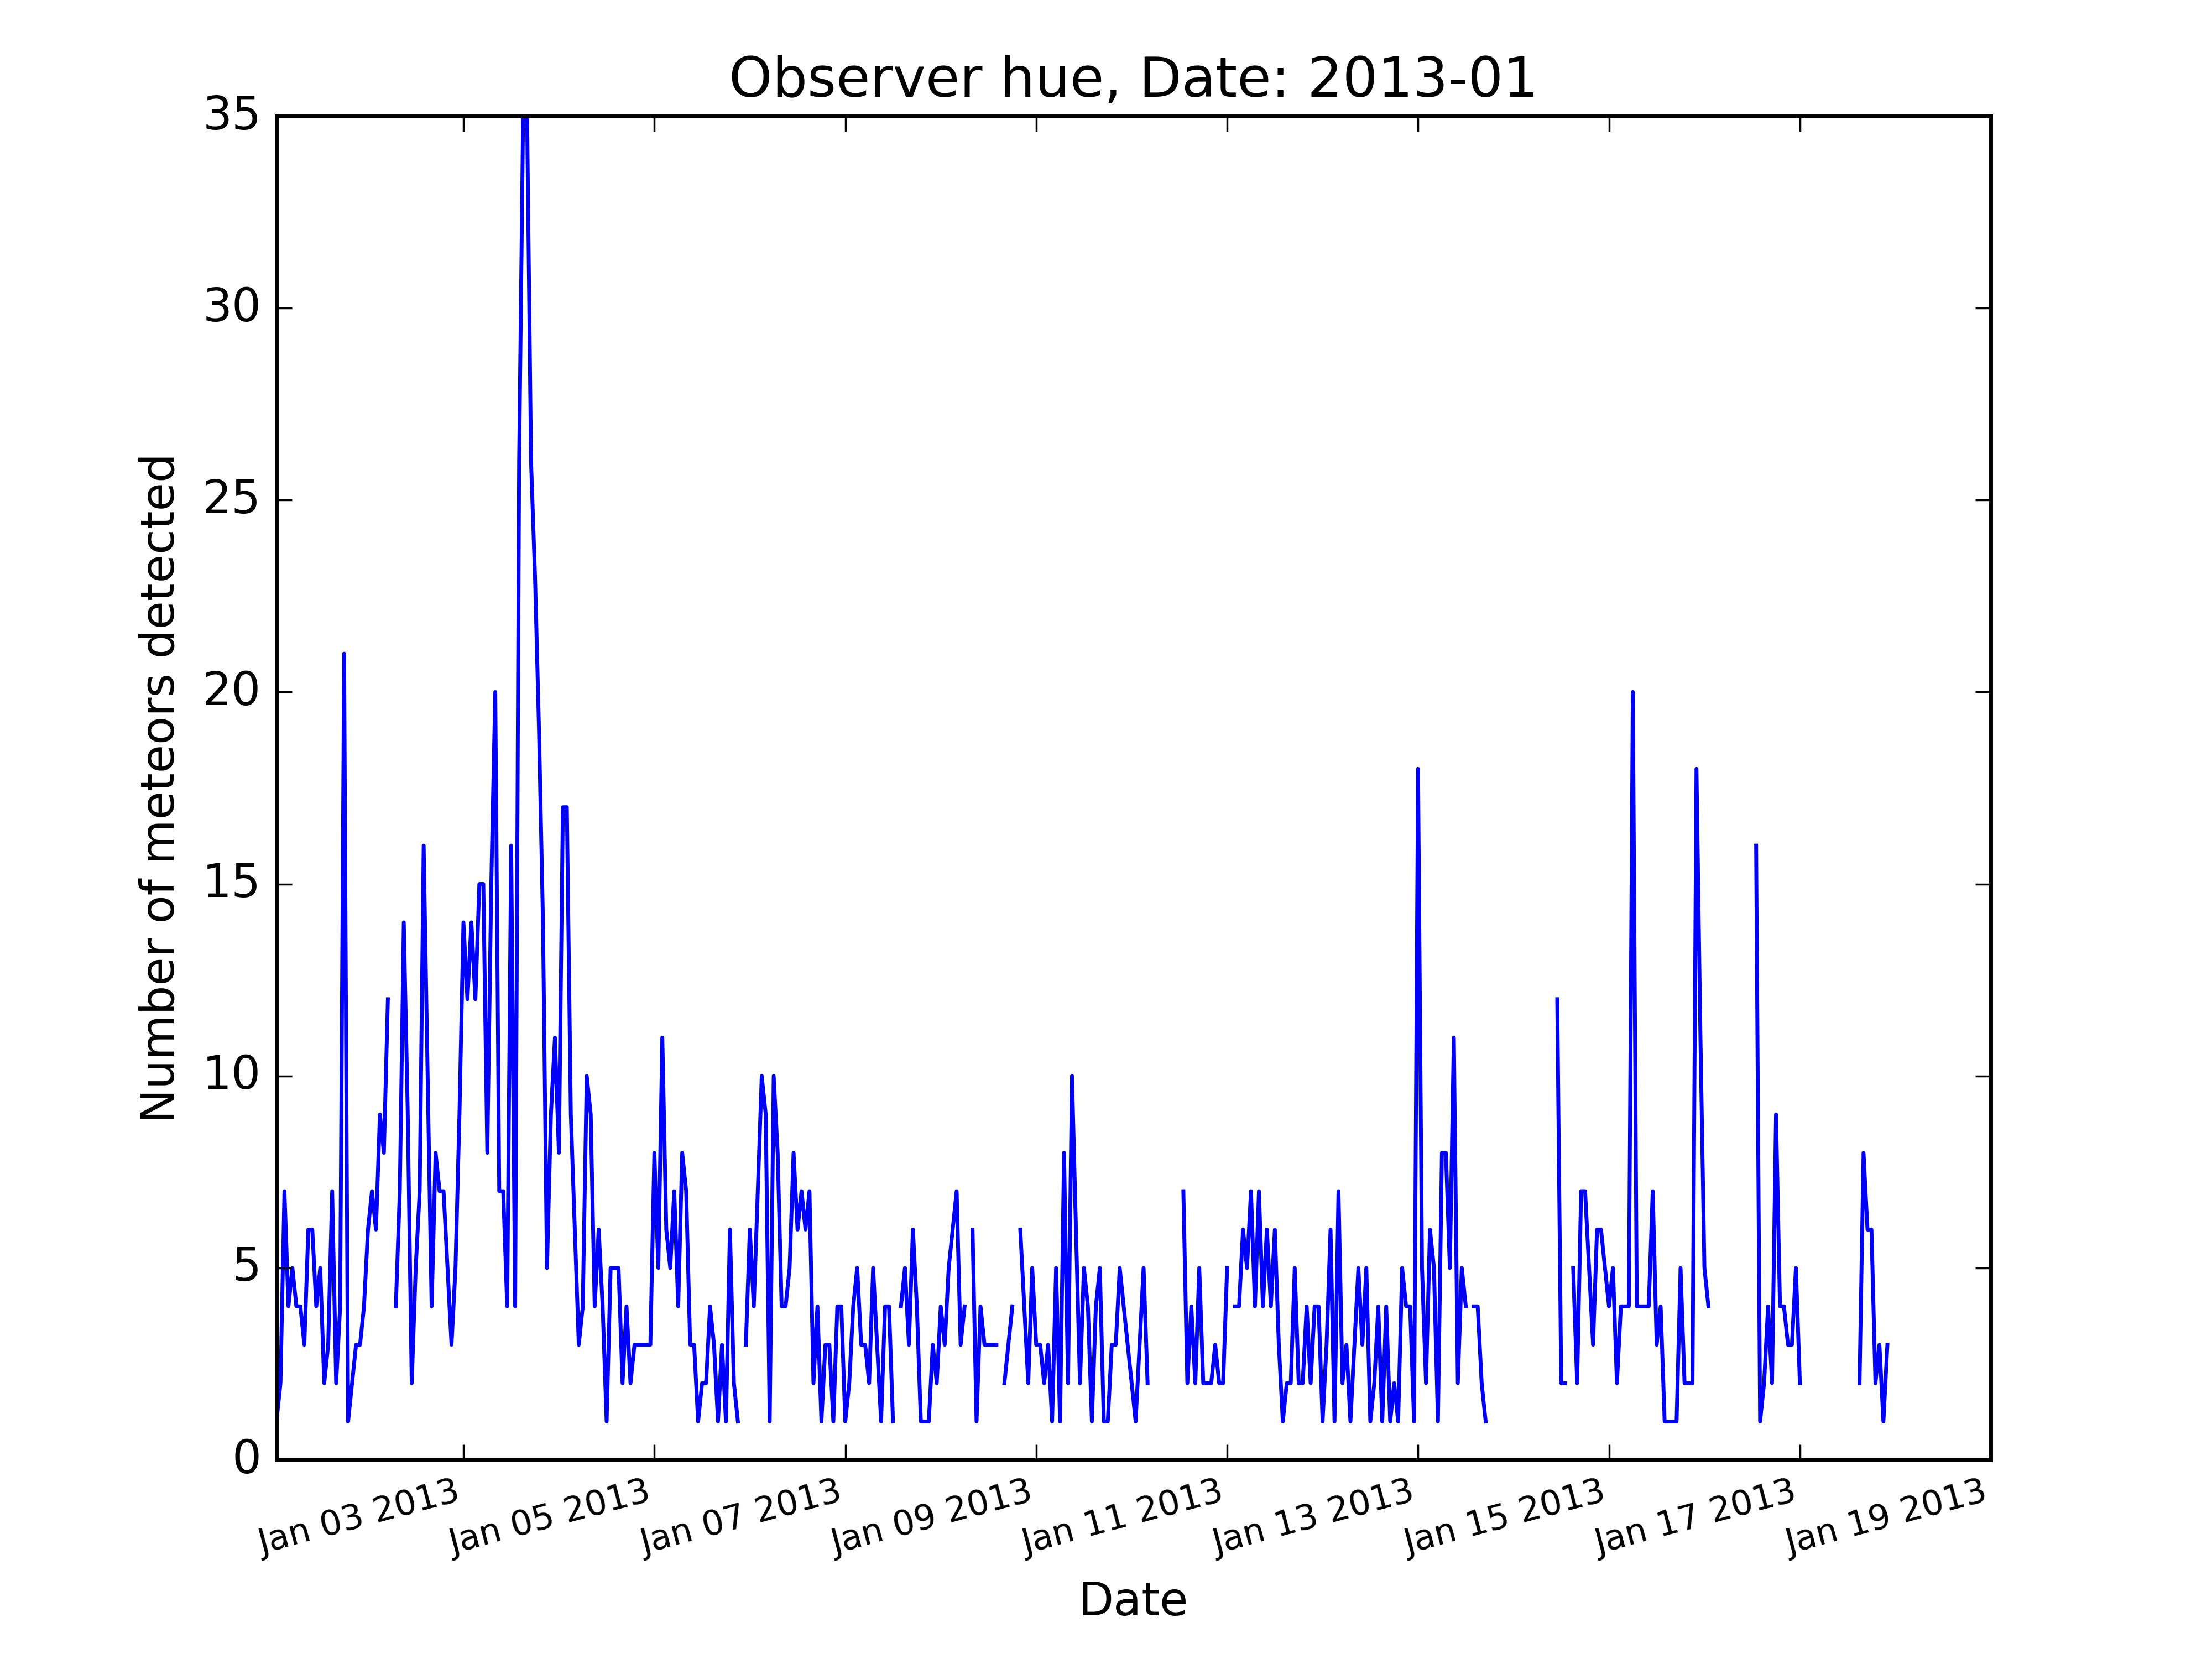 Observer hue, Date: 2013-01
35
30
25
20
15
10
5
0
Number of meteors detected
Jan 03 2013
Jan 05 2013
Jan 07 2013
Jan 09 2013
Jan 11 2013
Jan 13 2013
Jan 15 2013
Jan 17 2013
Jan 19 2013
Date